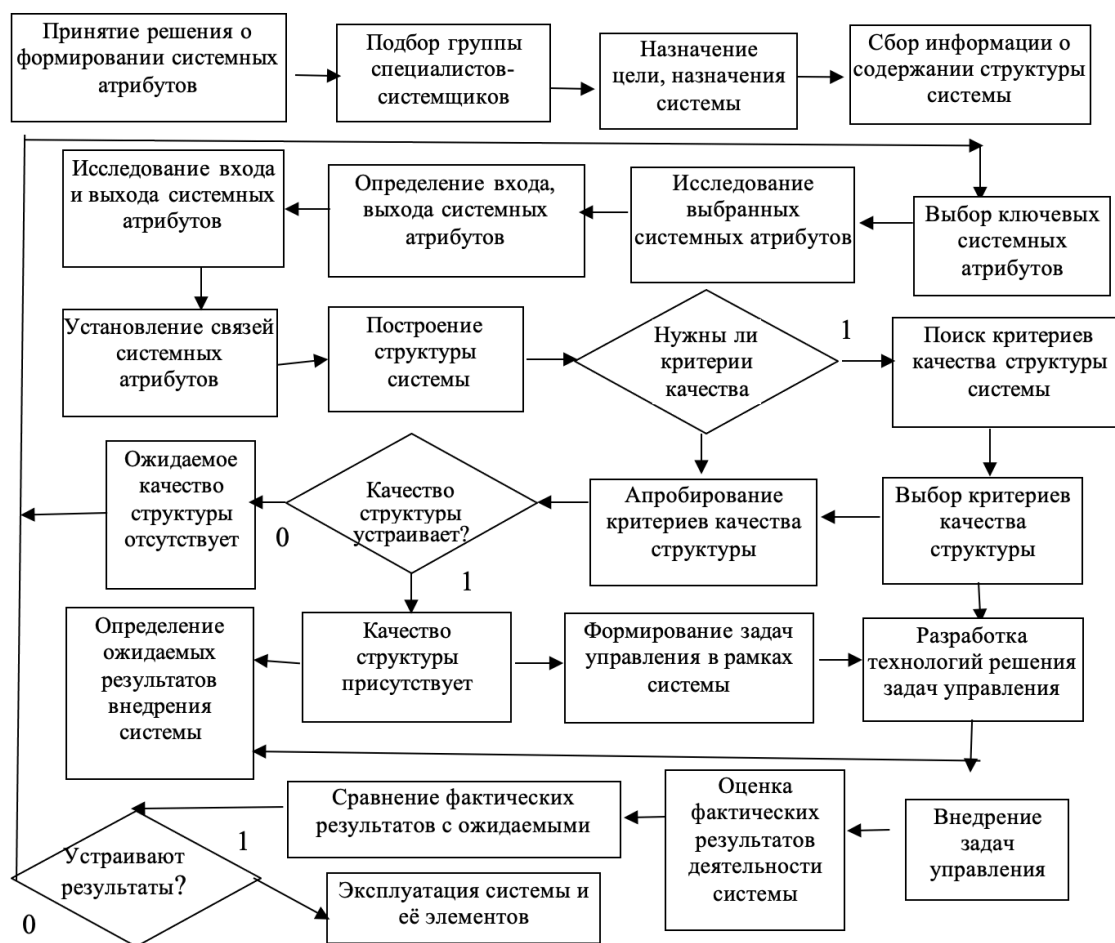 Принятие решения о
формировании системных
атрибутов
Подбор группы
специалистов-
системщиков
Назначение
цели, назначения
системы
Сбор информации о
содержании структуры
системы
Исследование входа
и выхода системных
атрибутов
Определение входа,
выхода системных
атрибутов
Исследование
выбранных
системных атрибутов
Выбор ключевых
системных
атрибутов
Установление связей
системных
атрибутов
Построение
структуры
системы
Нужны ли
критерии
качества
1
Поиск критериев
качества структуры
системы
Ожидаемое
качество
структуры
отсутствует
0
Качество
структуры
устраивает?
1
Апробирование
критериев качества
структуры
Выбор критериев
качества
структуры
Определение
ожидаемых
результатов
внедрения
системы
Качество
структуры
присутствует
Формирование задач
управления в рамках
системы
Разработка
технологий решения
задач управления
Сравнение фактических
результатов с ожидаемыми
Оценка
фактических
результатов
деятельности
системы
Внедрение
задач
управления
Устраивают
результаты?
1
0
Эксплуатация системы и
её элементов